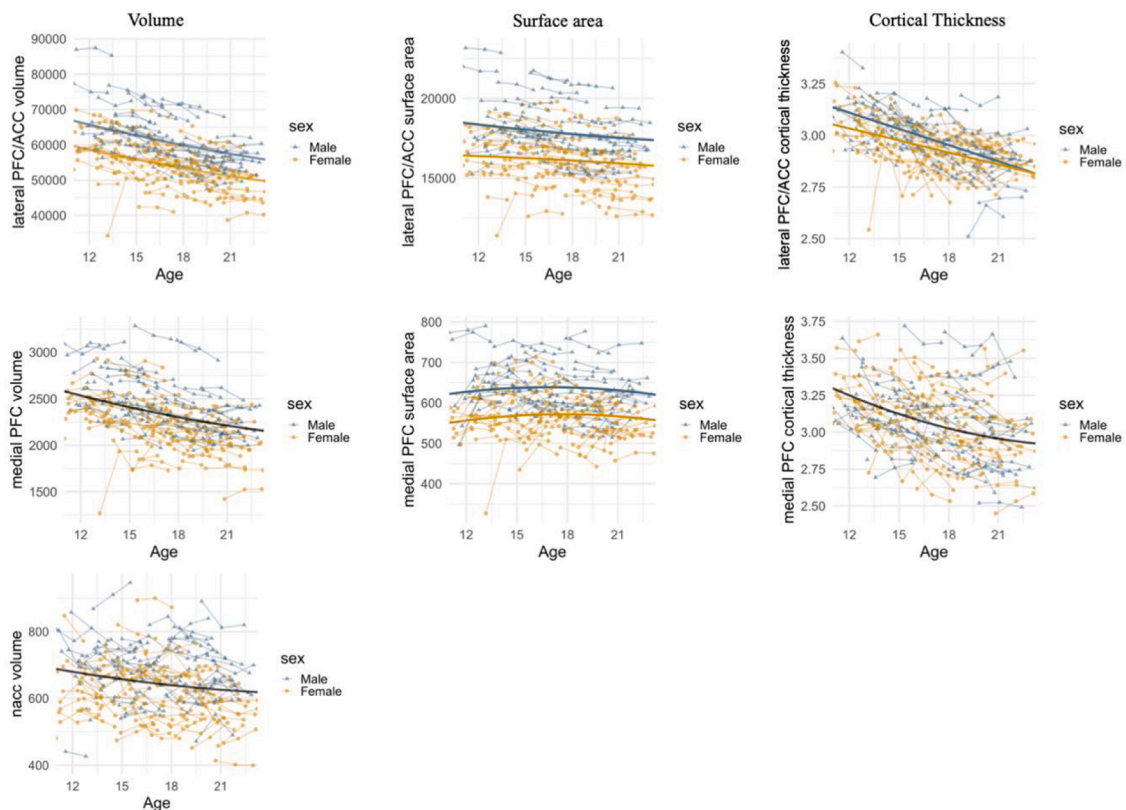 Volume
Surface area
Cortical Thickness
lateral PFC/ACC volume
90000
80000
70000
60000
50000
40000
12
15
18
21
Age
sex
Male
Female
lateral PFC/ACC surface area
20000
15000
12
15
18
21
Age
sex
Male
Female
lateral PFC/ACC cortical thickness
3.25
3.00
2.75
2.50
12
15
18
21
Age
sex
Male
Female
medial PFC volume
3000
2500
2000
1500
12
15
18
21
Age
sex
Male
Female
medial PFC surface area
800
700
600
500
400
12
15
18
21
Age
sex
Male
Female
medial PFC cortical thickness
3.75
3.50
3.25
3.00
2.75
2.50
12
15
18
21
Age
sex
Male
Female
nacc volume
800
600
400
12
15
18
21
Age
sex
Male
Female